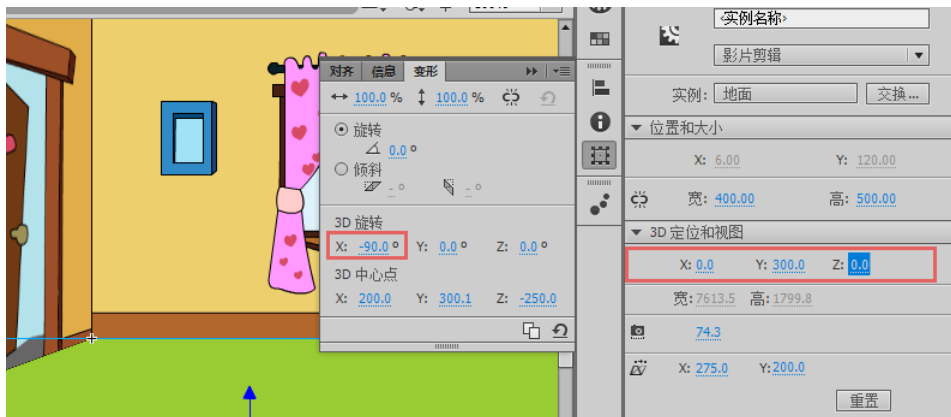 <实例名称>
影片剪辑
实例: 地面 交换...
位置和大小
X: 6.00 Y: 120.00
宽: 400.00 高: 500.00
3D 定位和视图
X: 0.0 Y: 300.0 Z: 0.0
宽: 7613.5 高: 1799.8
74.3
X: 275.0 Y: 200.0
重置
对齐 信息 变形
100.0 % 100.0 %
旋转
0.0 °
倾斜
- ° - °
3D 旋转
X: -90.0 ° Y: 0.0 ° Z: 0.0 °
3D 中心点
X: 200.0 Y: 300.1 Z: -250.0